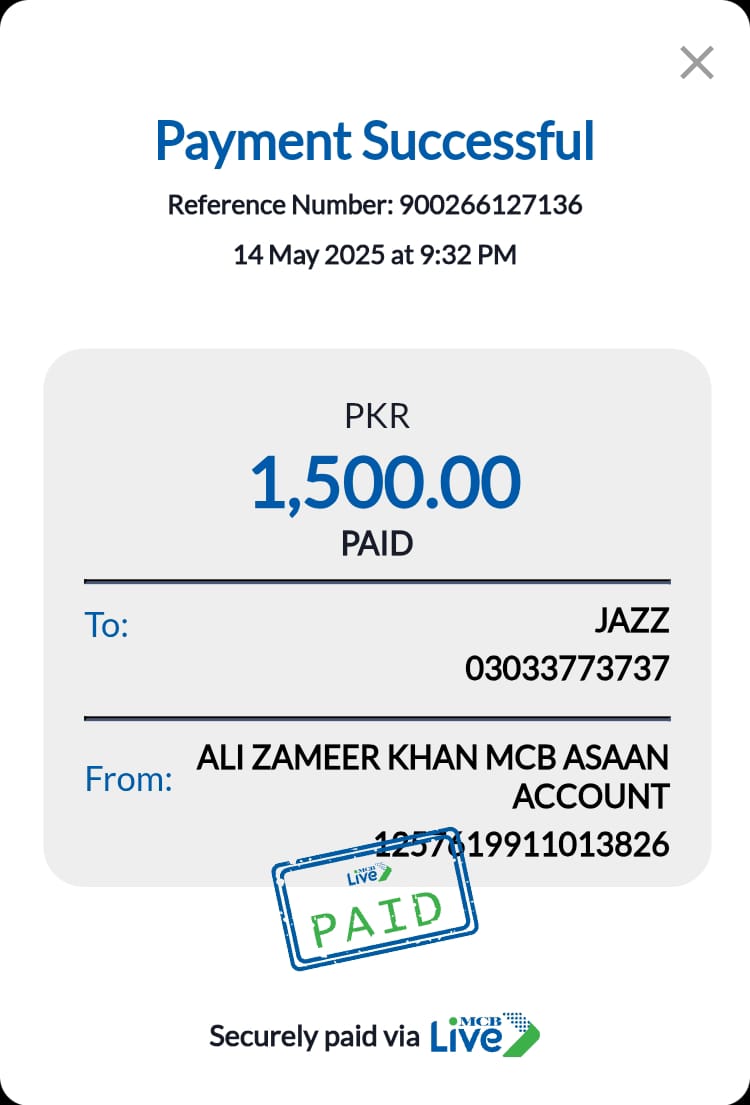 Payment Successful
Reference Number: 900266127136
14 May 2025 at 9:32 PM
PKR
1,500.00
PAID
To:
JAZZ
03033773737
From:
ALI ZAMEER KHAN MCB ASAAN
ACCOUNT
1257619911013826
MCB
Live
PAID
Securely paid via MCB Live